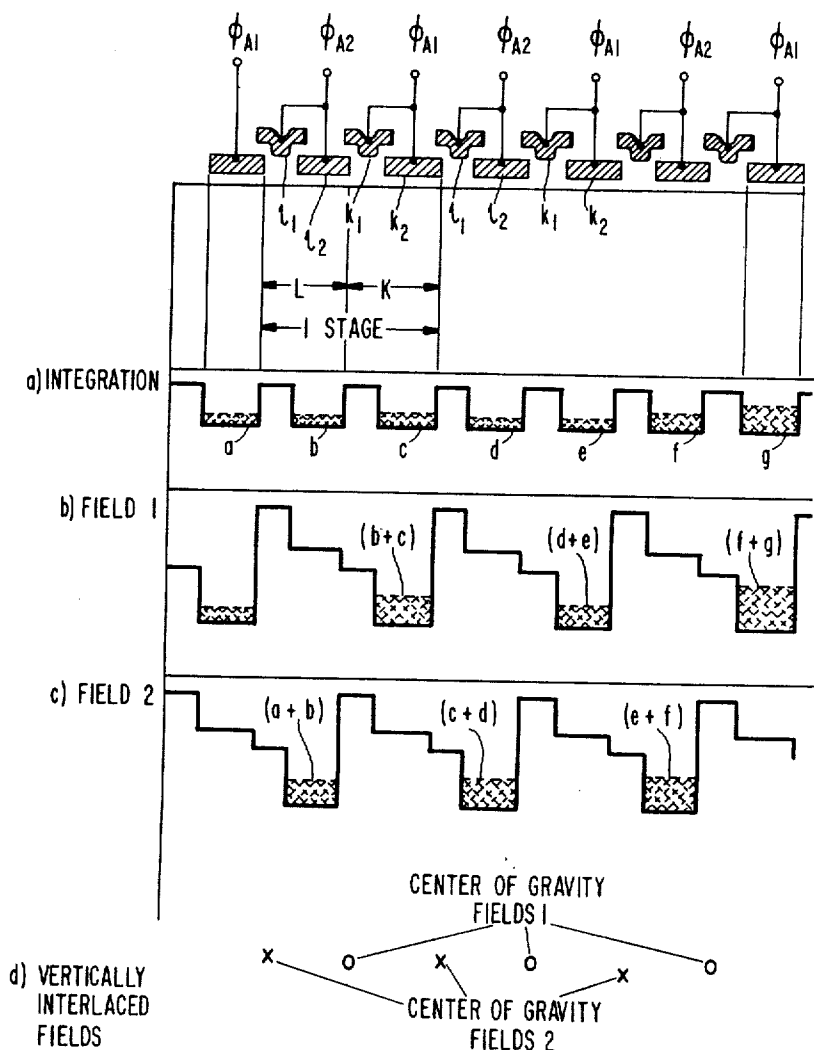 ϕA1 ϕA2 ϕA1 ϕA2 ϕA1 ϕA2 ϕA1
l1 l2 k1 k2 l1 l2 k1 k2
L K
1 STAGE
a) INTEGRATION
a b c d e f g
b) FIELD 1
(b+c) (d+e) (f+g)
c) FIELD 2
(a+b) (c+d) (e+f)
CENTER OF GRAVITY
FIELDS 1
x o x o x o
d) VERTICALLY
INTERLACED
FIELDS
CENTER OF GRAVITY
FIELDS 2